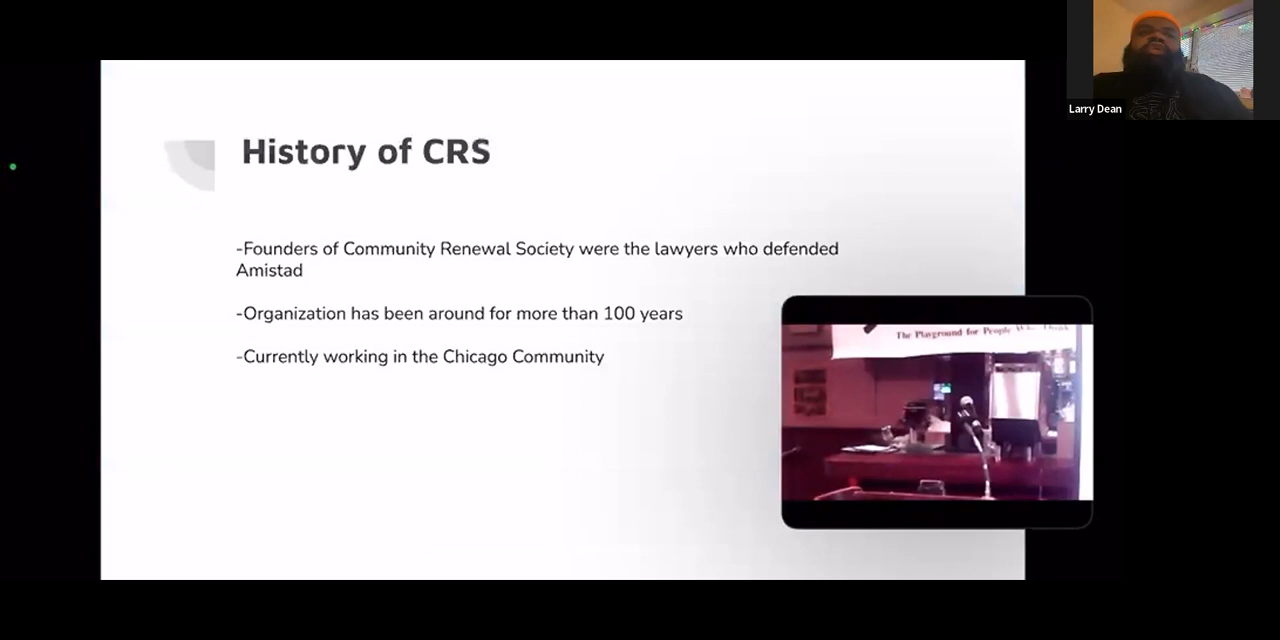 History of CRS
-Founders of Community Renewal Society were the lawyers who defended
Amistad
-Organization has been around for more than 100 years
-Currently working in the Chicago Community
The Playground for People
Larry Dean